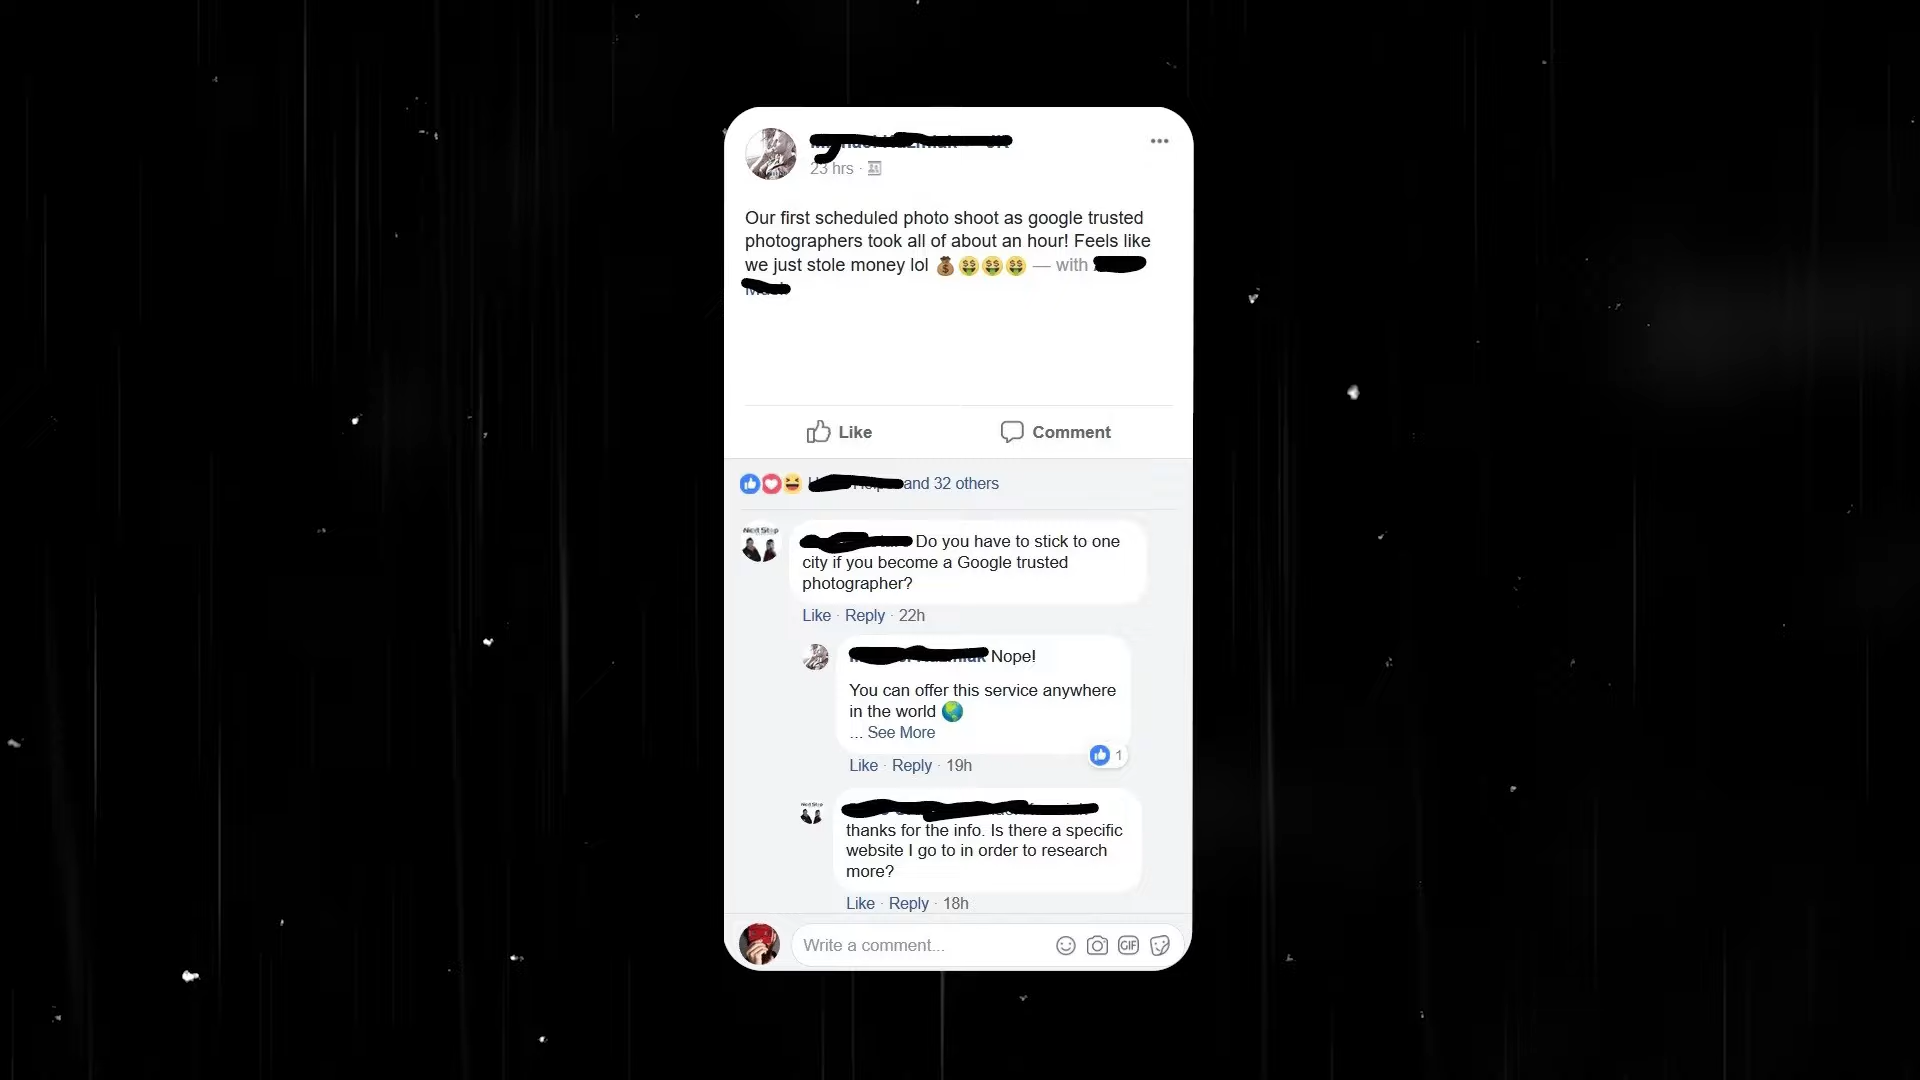 23 hrs ·
Our first scheduled photo shoot as google trusted
photographers took all of about an hour! Feels like
we just stole money lol 💰🤑🤑🤑 — with
Like
Comment
and 32 others
Next Stop
Do you have to stick to one
city if you become a Google trusted
photographer?
Like · Reply · 22h
Nope!
You can offer this service anywhere
in the world 🌎
... See More
1
Like · Reply · 19h
thanks for the info. Is there a specific
website I go to in order to research
more?
Like · Reply · 18h
Write a comment...
GIF